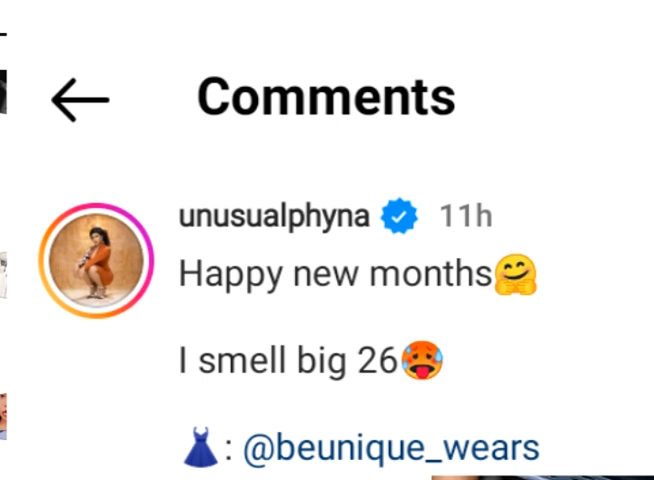 Comments
unusualphyna 11h
Happy new months🤗
I smell big 26🥵
👗: @beunique_wears